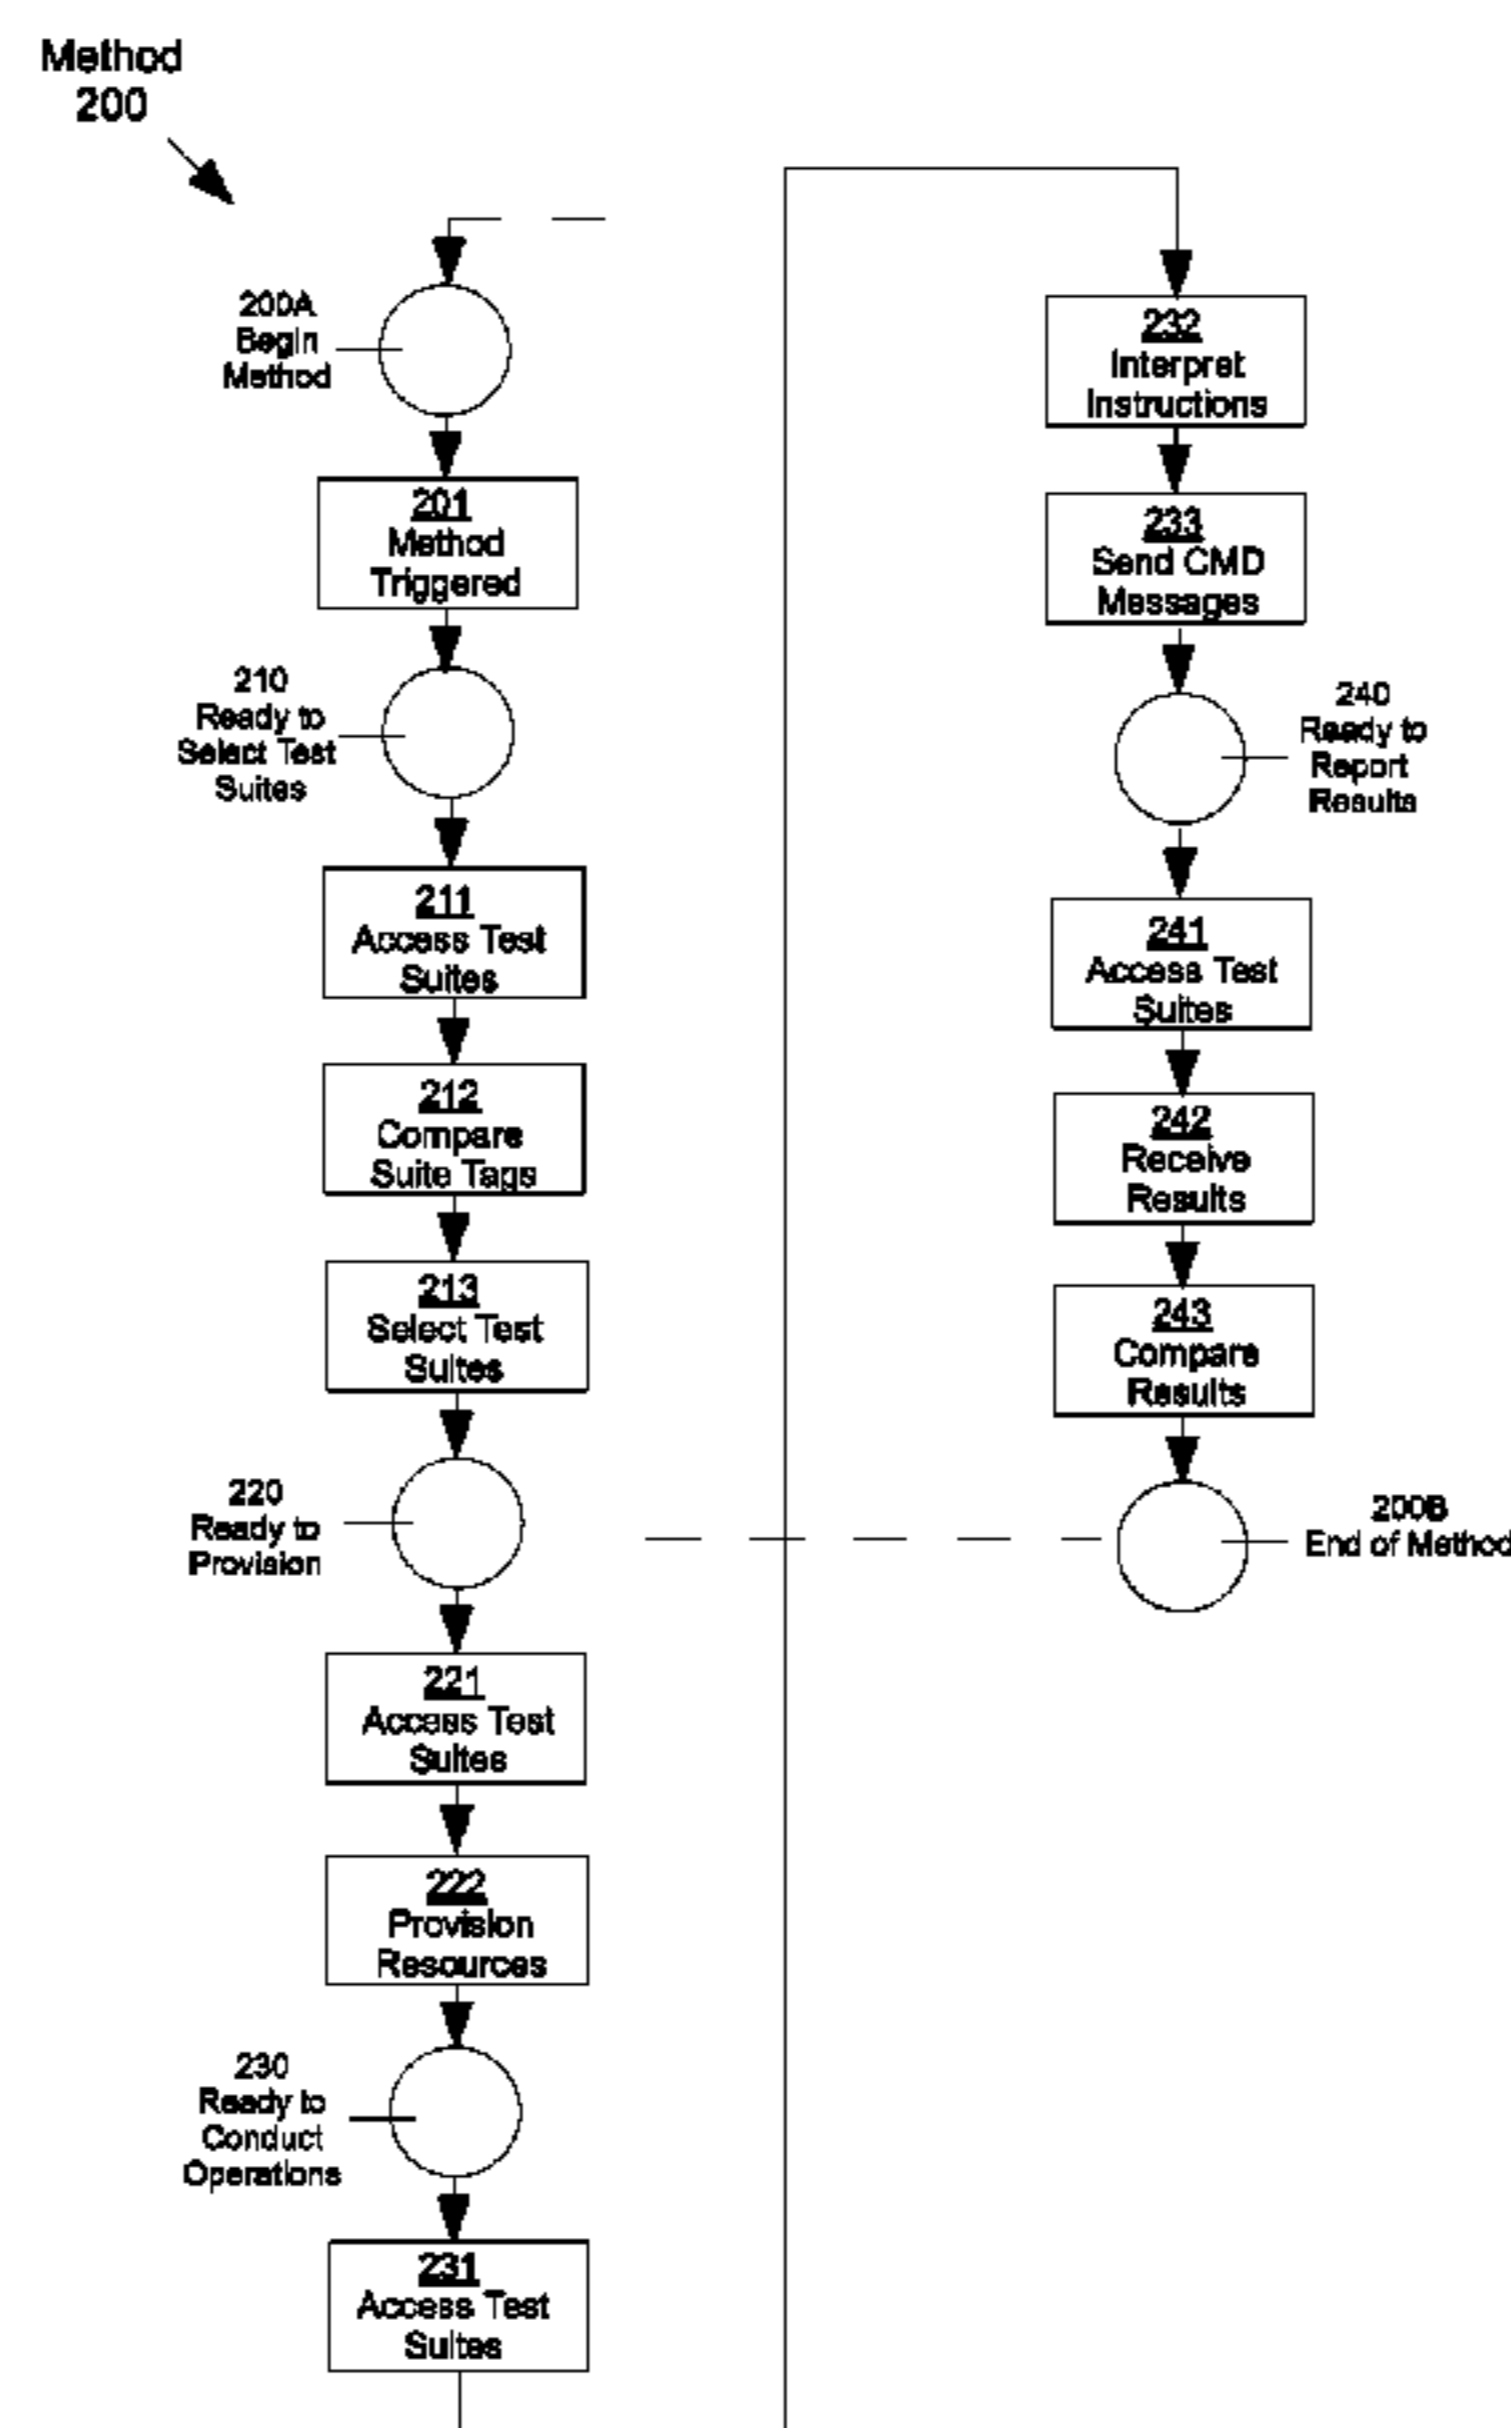 Method
200
200A
Begin
Method
201
Method
Triggered
210
Ready to
Select Test
Suites
211
Access Test
Suites
212
Compare
Suite Tags
213
Select Test
Suites
220
Ready to
Provision
221
Access Test
Suites
222
Provision
Resources
230
Ready to
Conduct
Operations
231
Access Test
Suites
232
Interpret
Instructions
233
Send CMD
Messages
240
Ready to
Report
Results
241
Access Test
Suites
242
Receive
Results
243
Compare
Results
200B
End of Method